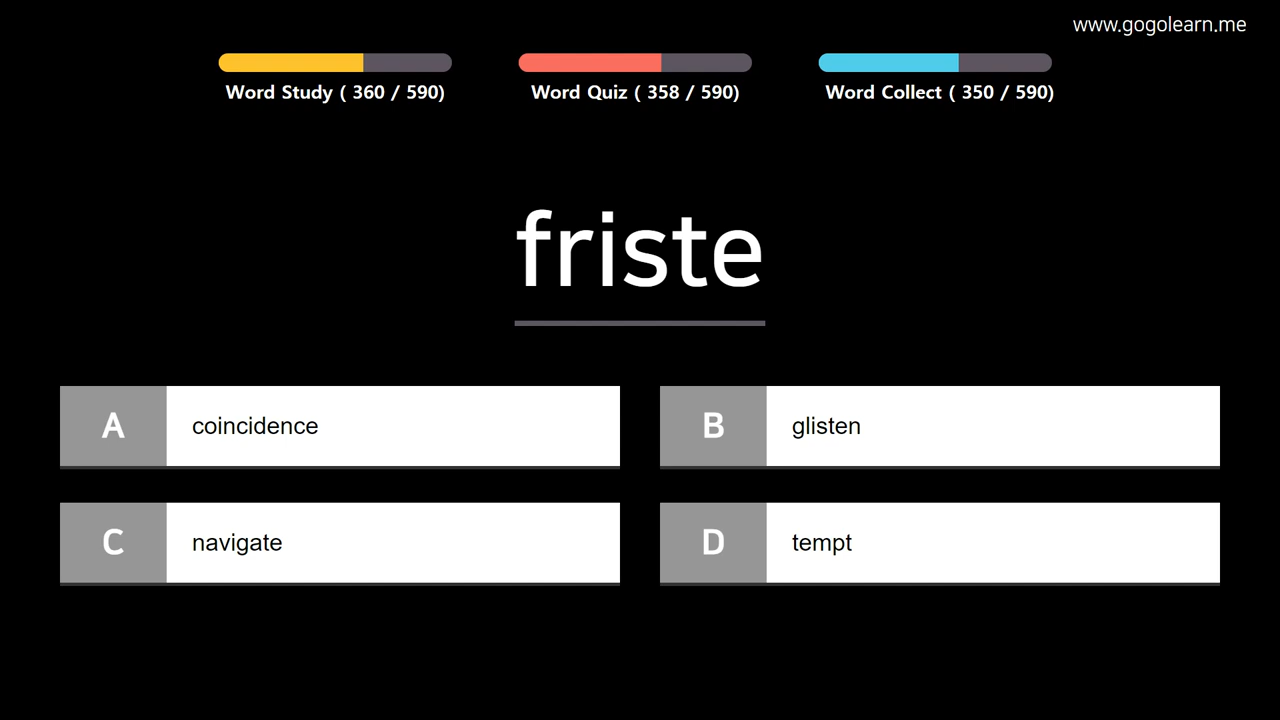 www.gogolearn.me
Word Study ( 360 / 590)
Word Quiz ( 358 / 590)
Word Collect ( 350 / 590)
friste
A coincidence
B glisten
C navigate
D tempt